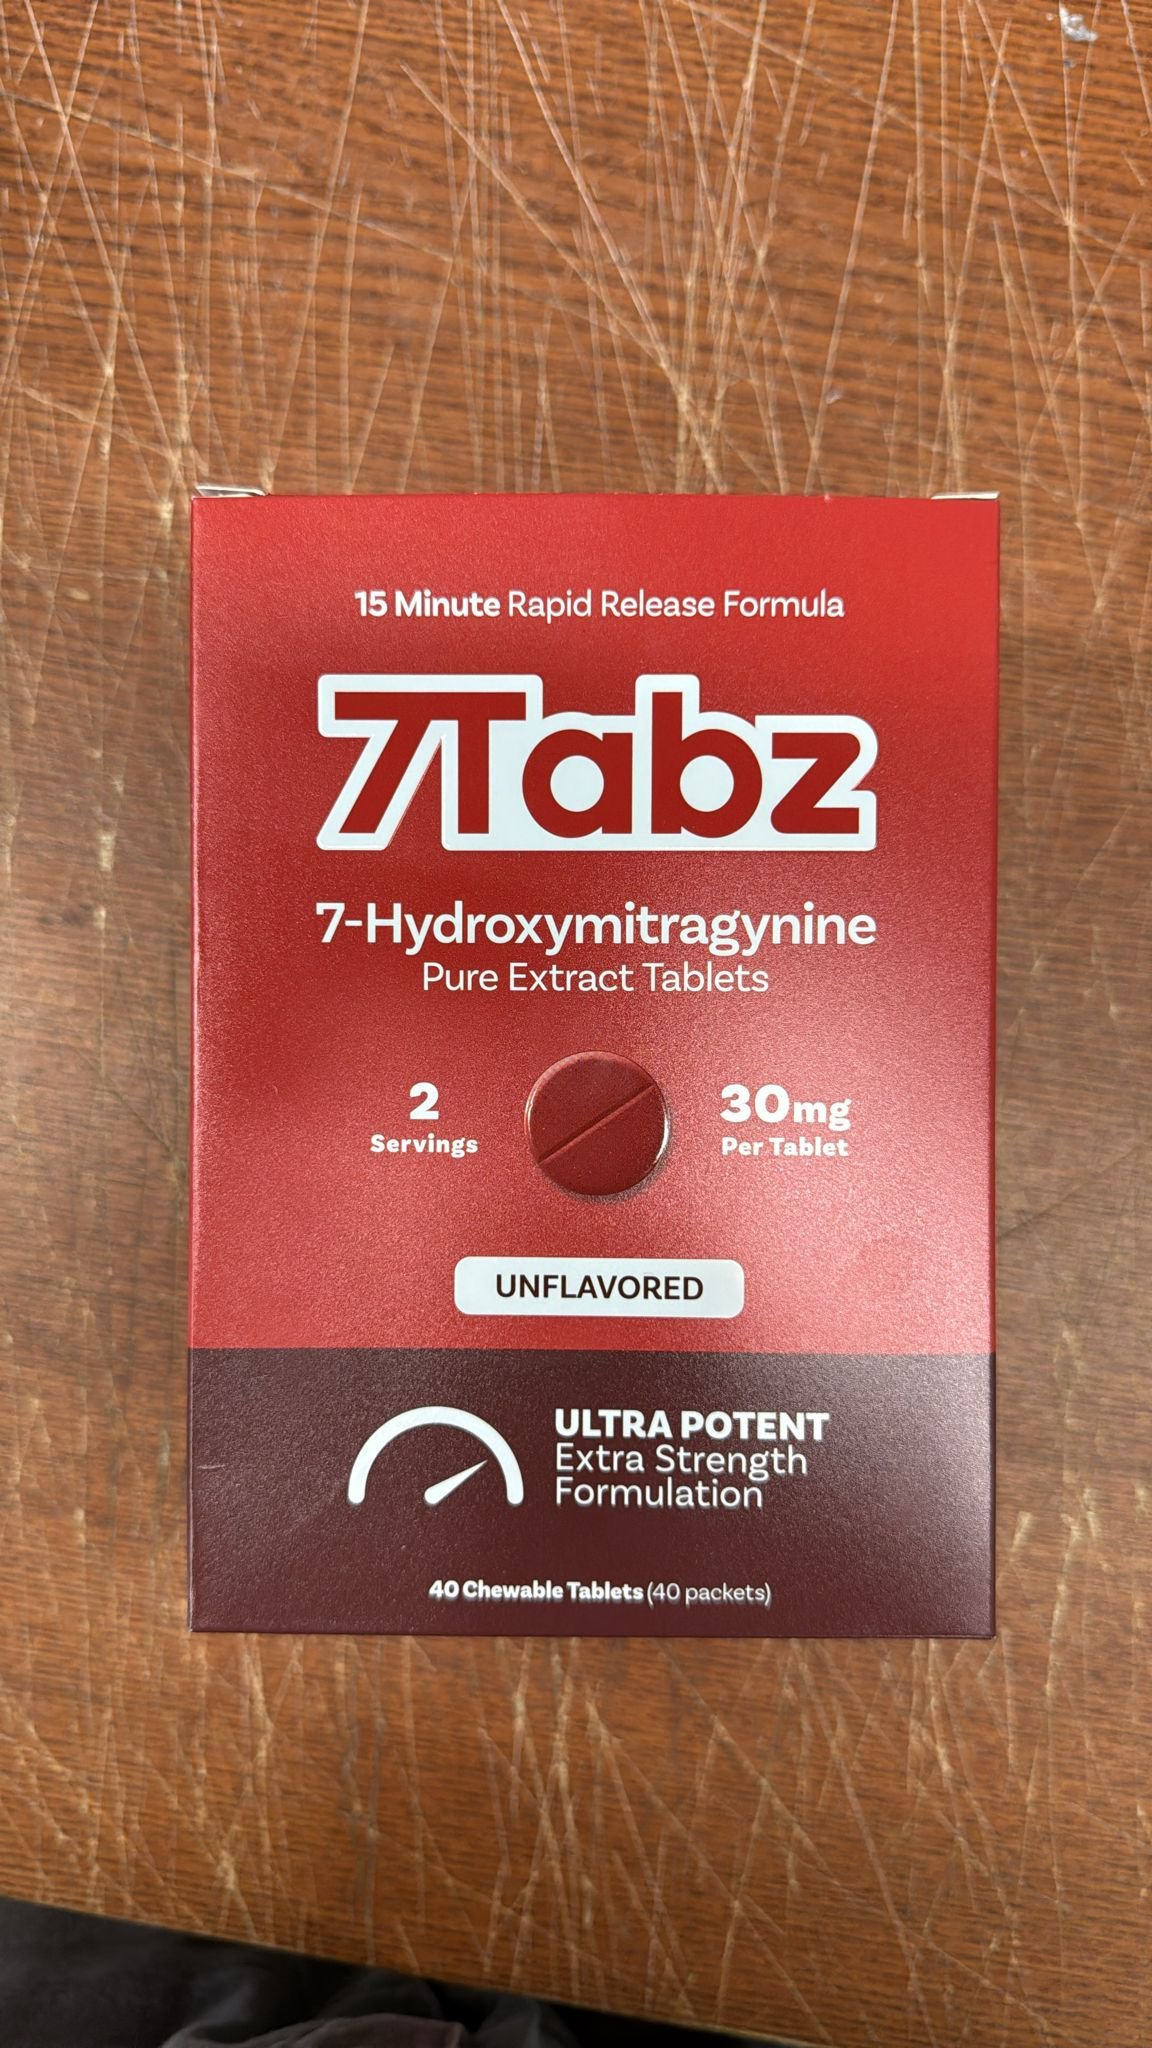 15 Minute Rapid Release Formula
7Tabz
7-Hydroxymitragynine
Pure Extract Tablets
2
Servings
30mg
Per Tablet
UNFLAVORED
ULTRA POTENT
Extra Strength
Formulation
40 Chewable Tablets (40 packets)